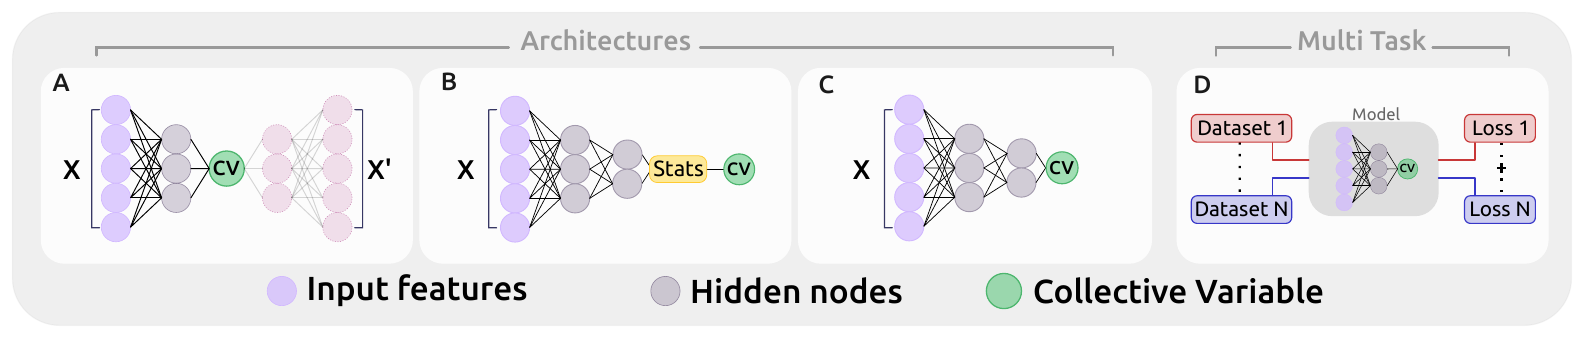 Architectures
Multi Task
A
X
CV
X'
B
X
Stats
CV
C
X
CV
D
Model
Dataset 1
Loss 1
CV
+
Dataset N
Loss N
Input features
Hidden nodes
Collective Variable